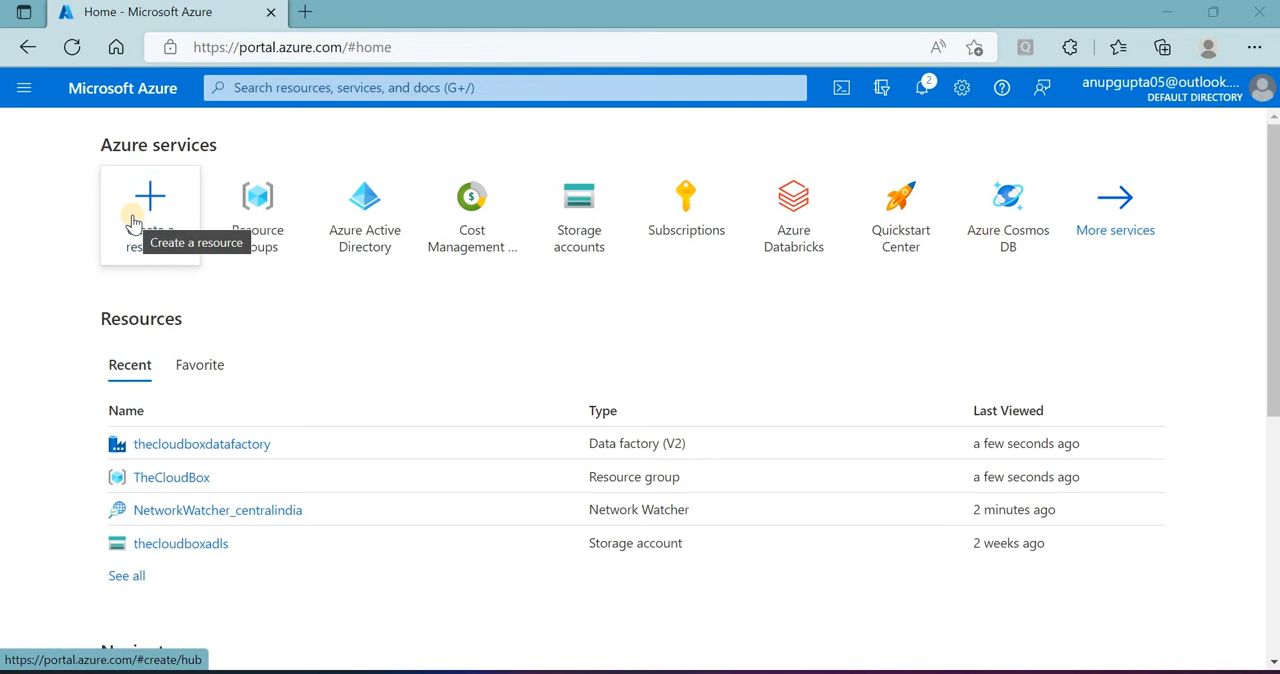 Home - Microsoft Azure
https://portal.azure.com/#home
Microsoft Azure
Search resources, services, and docs (G+/)
2
anupgupta05@outlook....
DEFAULT DIRECTORY
Azure services
Create a resource
Azure Active
Directory
Cost
Management ...
Storage
accounts
Subscriptions
Azure
Databricks
Quickstart
Center
Azure Cosmos
DB
More services
Resources
Recent Favorite
Name Type Last Viewed
thecloudboxdatafactory Data factory (V2) a few seconds ago
TheCloudBox Resource group a few seconds ago
NetworkWatcher_centralindia Network Watcher 2 minutes ago
thecloudboxadls Storage account 2 weeks ago
See all
https://portal.azure.com/#create/hub